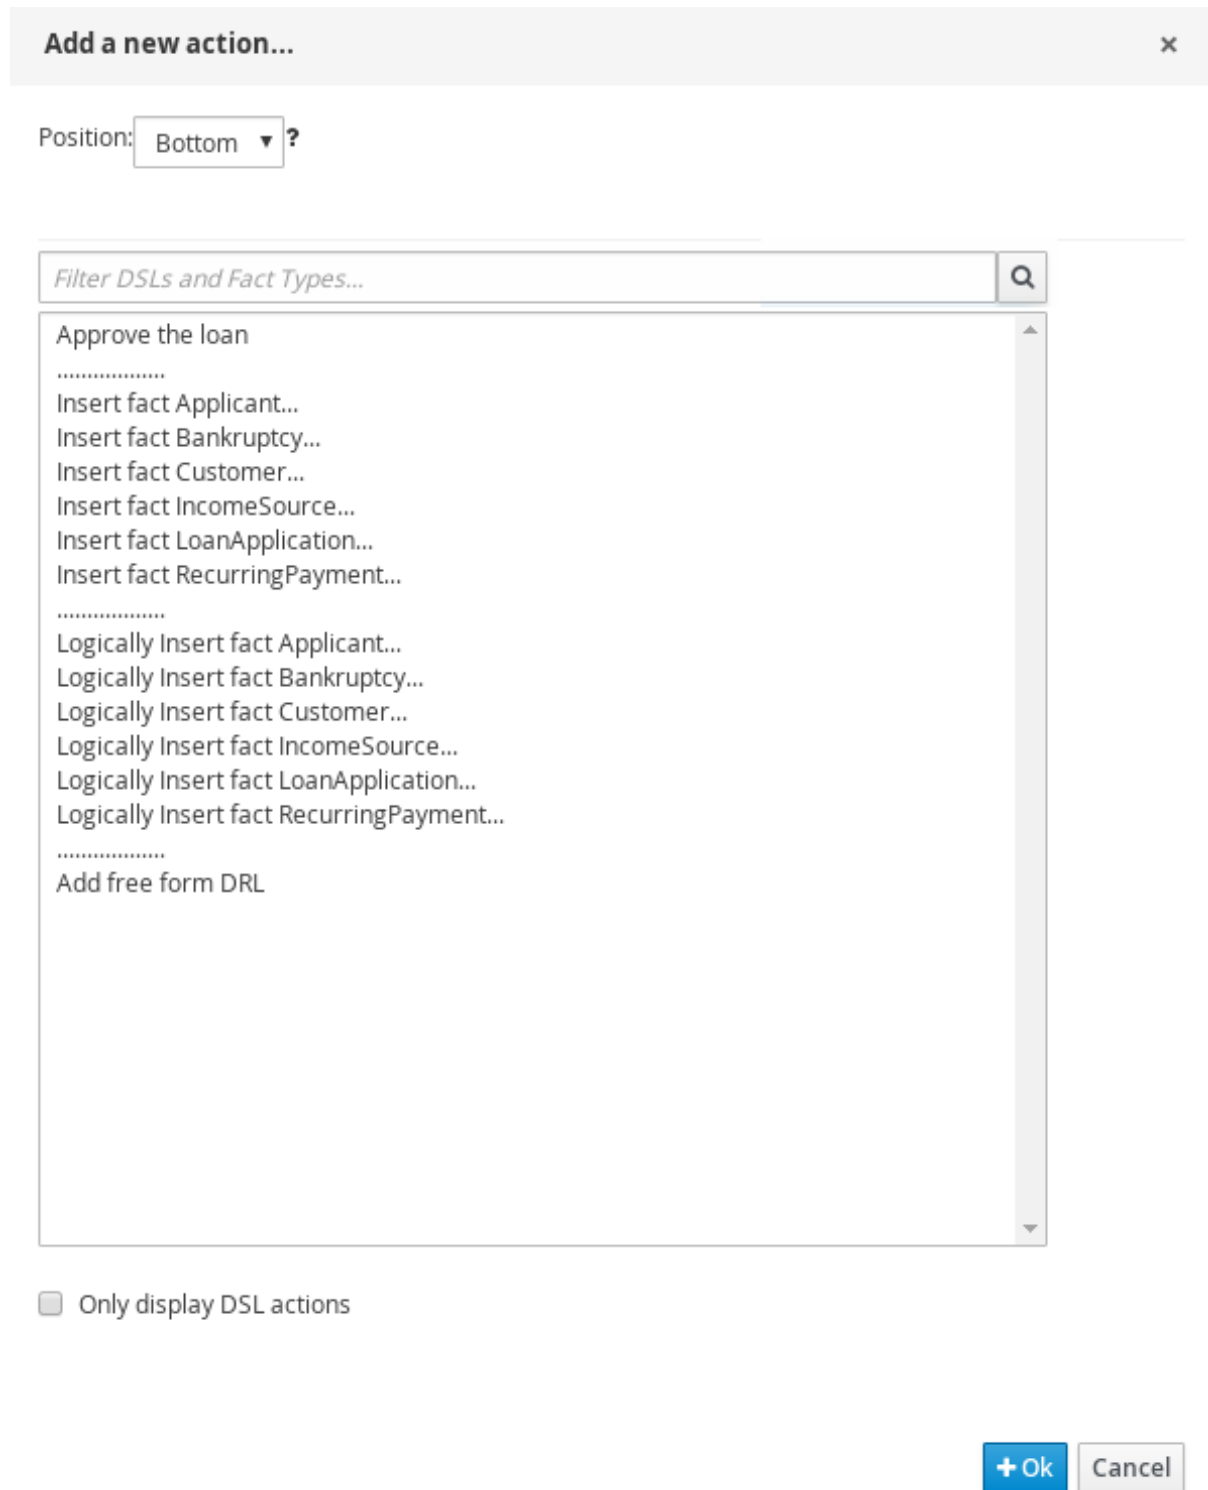 Add a new action...
×
Position: Bottom ▼ ?
Filter DSLs and Fact Types...
Approve the loan
..................
Insert fact Applicant...
Insert fact Bankruptcy...
Insert fact Customer...
Insert fact IncomeSource...
Insert fact LoanApplication...
Insert fact RecurringPayment...
..................
Logically Insert fact Applicant...
Logically Insert fact Bankruptcy...
Logically Insert fact Customer...
Logically Insert fact IncomeSource...
Logically Insert fact LoanApplication...
Logically Insert fact RecurringPayment...
..................
Add free form DRL
Only display DSL actions
+ Ok Cancel